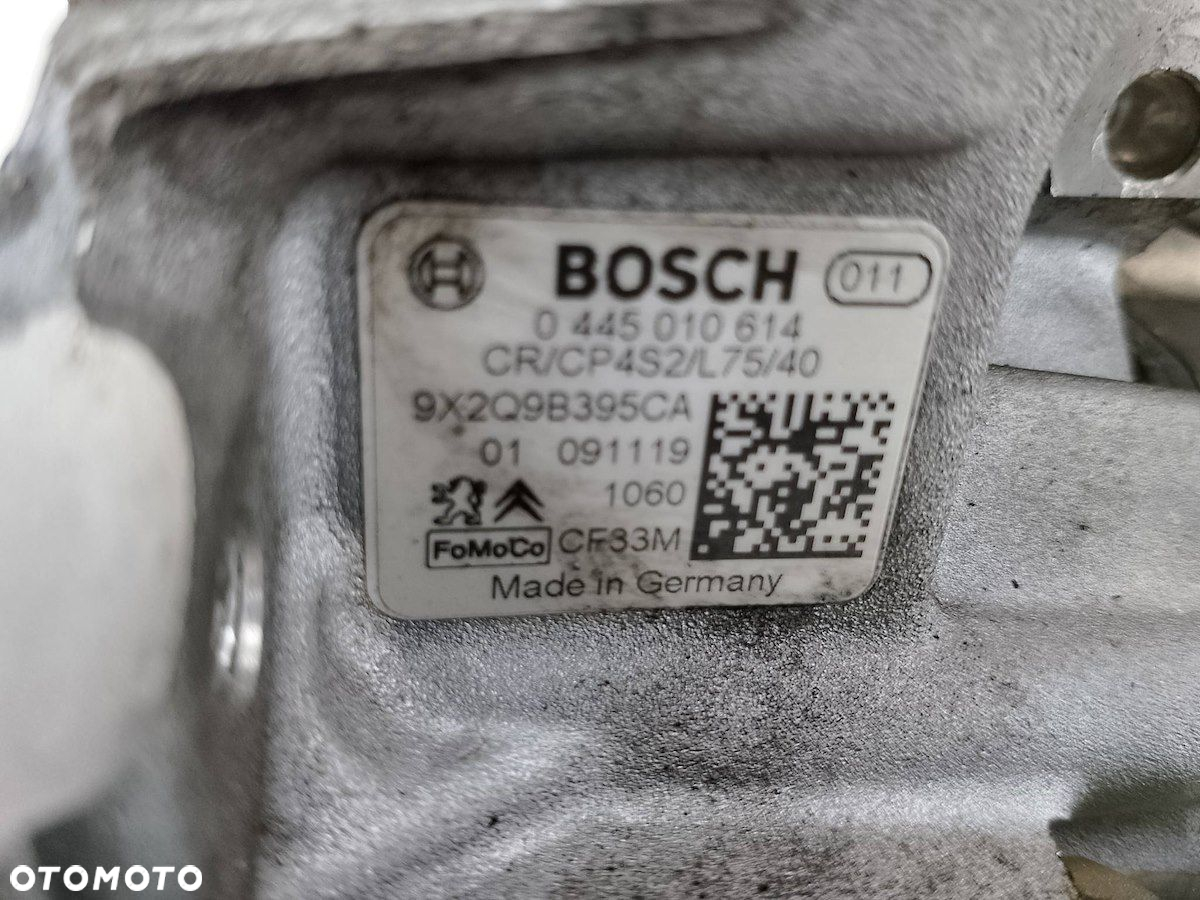 BOSCH 011
0 445 010 614
CR/CP4S2/L75/40
9X2Q9B395CA
01 091119
1060
FoMoCo CF33M
Made in Germany
OTOMOTO